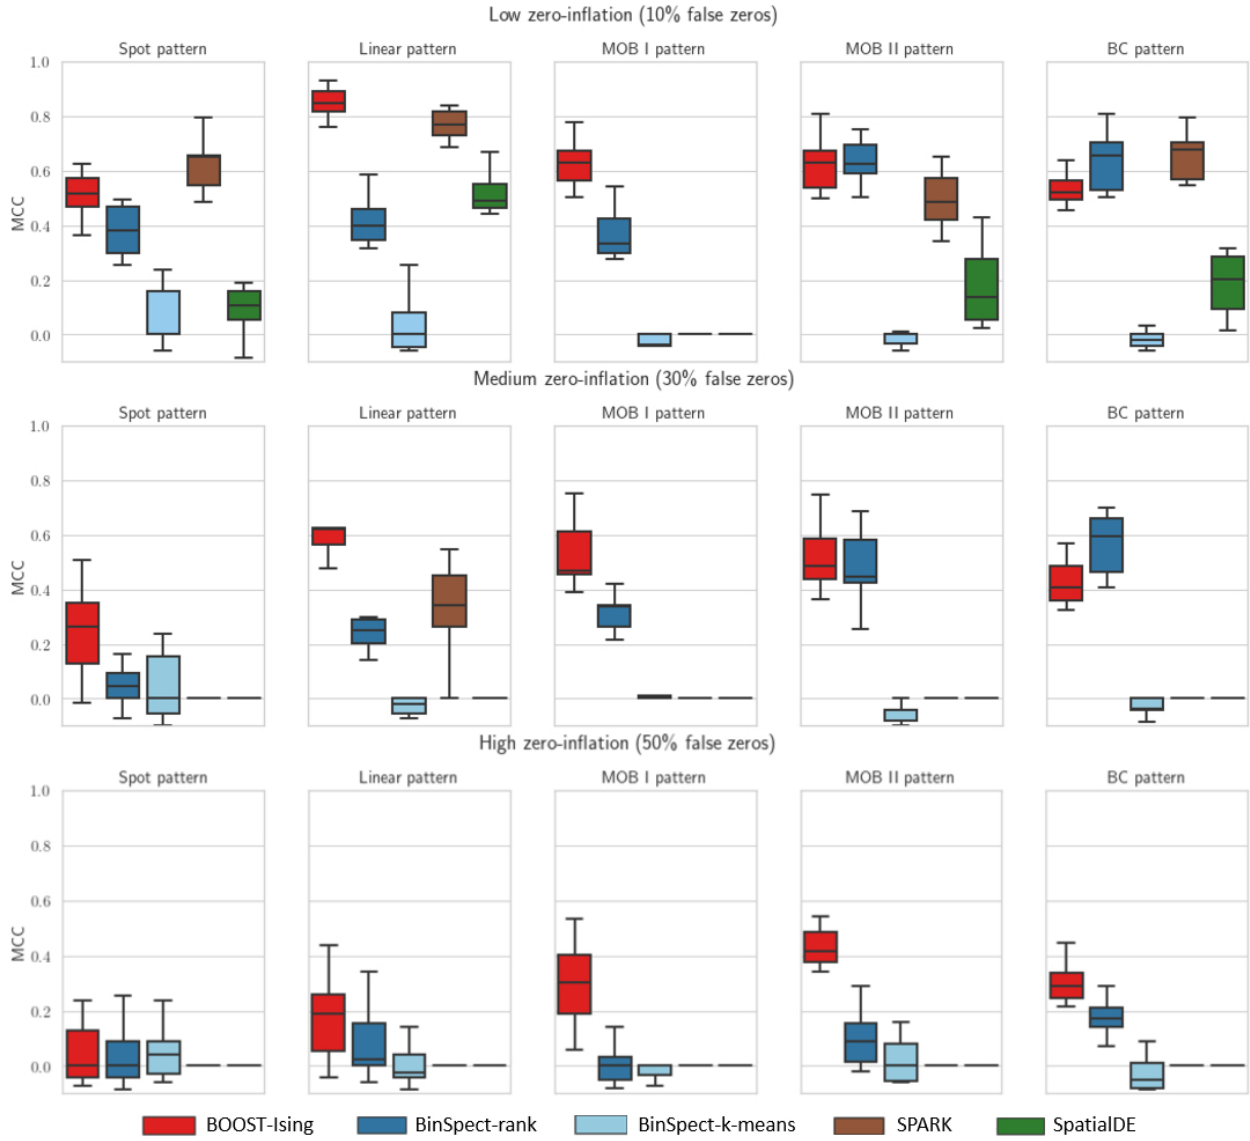 Low zero-inflation (10% false zeros)
Spot pattern Linear pattern MOB I pattern MOB II pattern BC pattern
1.0
0.8
0.6
MCC
0.4
0.2
0.0
Medium zero-inflation (30% false zeros)
Spot pattern Linear pattern MOB I pattern MOB II pattern BC pattern
1.0
0.8
0.6
MCC
0.4
0.2
0.0
High zero-inflation (50% false zeros)
Spot pattern Linear pattern MOB I pattern MOB II pattern BC pattern
1.0
0.8
0.6
MCC
0.4
0.2
0.0
BOOST-Ising BinSpect-rank BinSpect-k-means SPARK SpatialDE